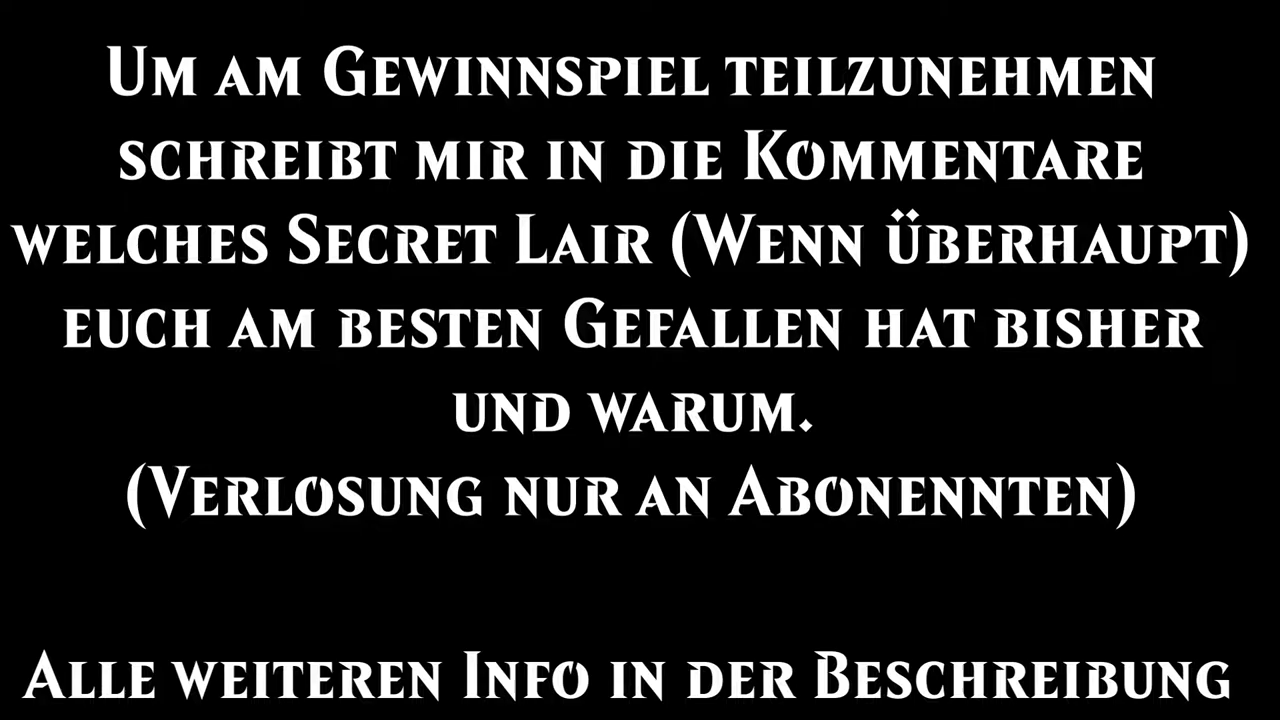 Um am Gewinnspiel teilzunehmen
schreibt mir in die Kommentare
welches Secret Lair (Wenn überhaupt)
euch am besten Gefallen hat bisher
und warum.
(Verlosung nur an Abonennten)
Alle weiteren Info in der Beschreibung